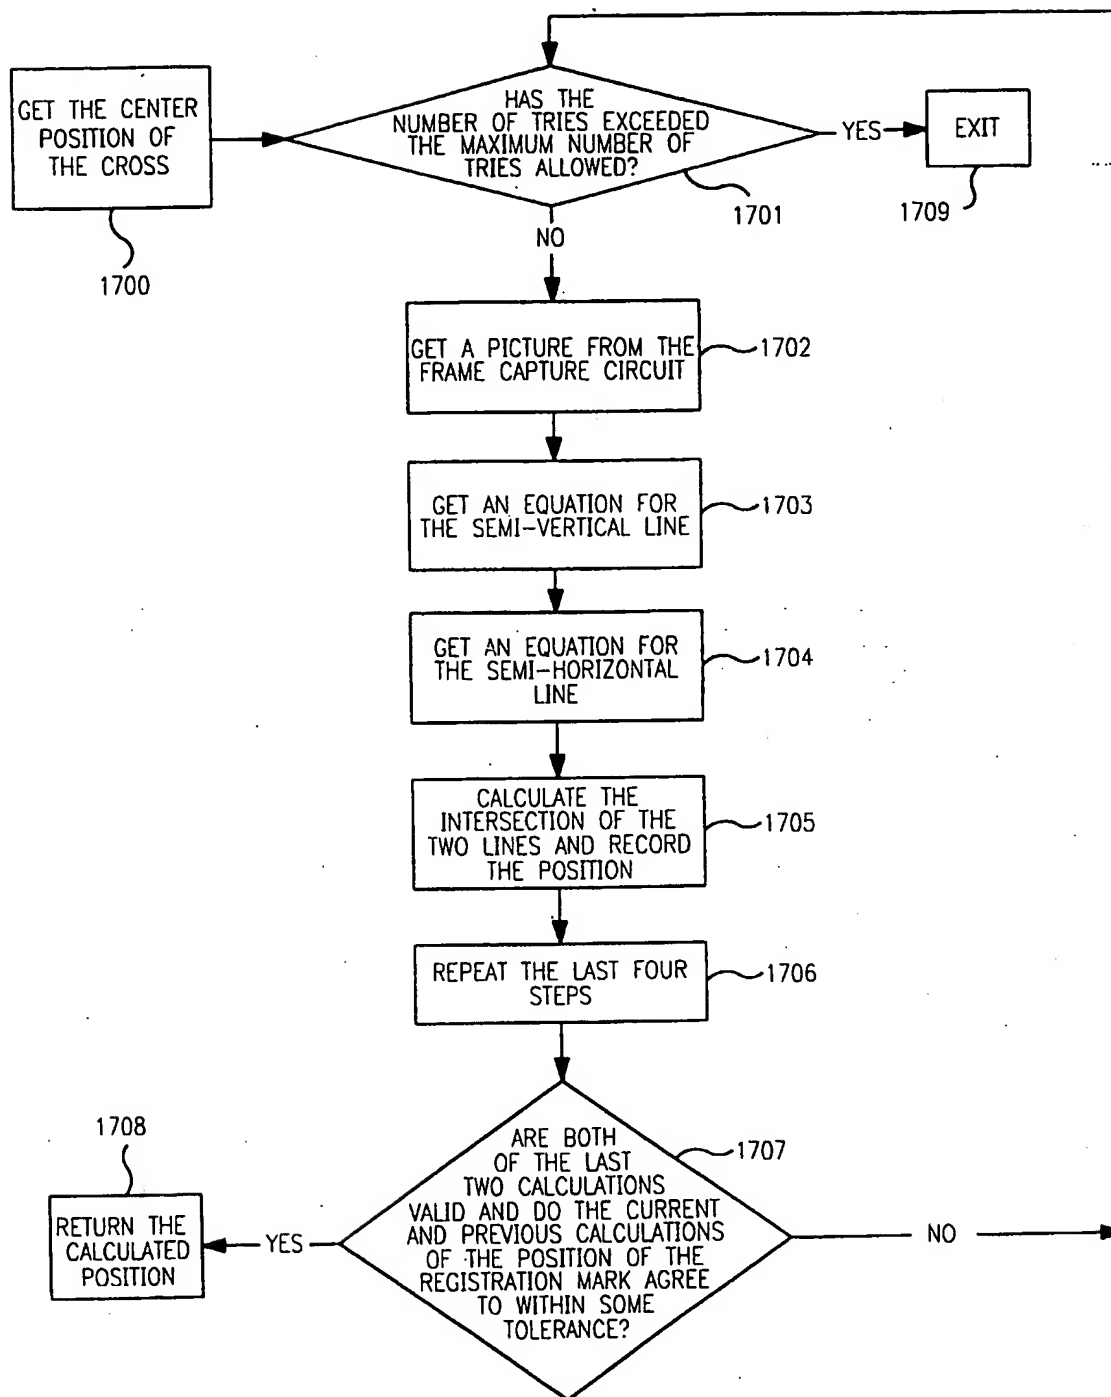 GET THE CENTER
POSITION OF
THE CROSS
1700
HAS THE
NUMBER OF TRIES EXCEEDED
THE MAXIMUM NUMBER OF
TRIES ALLOWED?
1701
YES
EXIT
1709
NO
GET A PICTURE FROM THE
FRAME CAPTURE CIRCUIT
1702
GET AN EQUATION FOR
THE SEMI-VERTICAL LINE
1703
GET AN EQUATION FOR
THE SEMI-HORIZONTAL
LINE
1704
CALCULATE THE
INTERSECTION OF THE
TWO LINES AND RECORD
THE POSITION
1705
REPEAT THE LAST FOUR
STEPS
1706
ARE BOTH
OF THE LAST
TWO CALCULATIONS
VALID AND DO THE CURRENT
AND PREVIOUS CALCULATIONS
OF THE POSITION OF THE
REGISTRATION MARK AGREE
TO WITHIN SOME
TOLERANCE?
1707
NO
YES
1708
RETURN THE
CALCULATED
POSITION